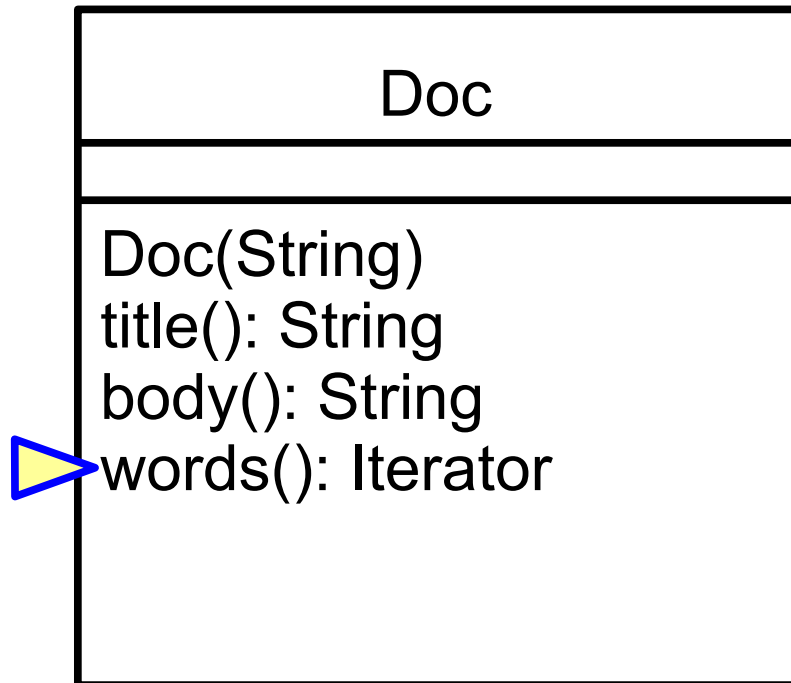 Doc
Doc(String)
title(): String
body(): String
words(): Iterator